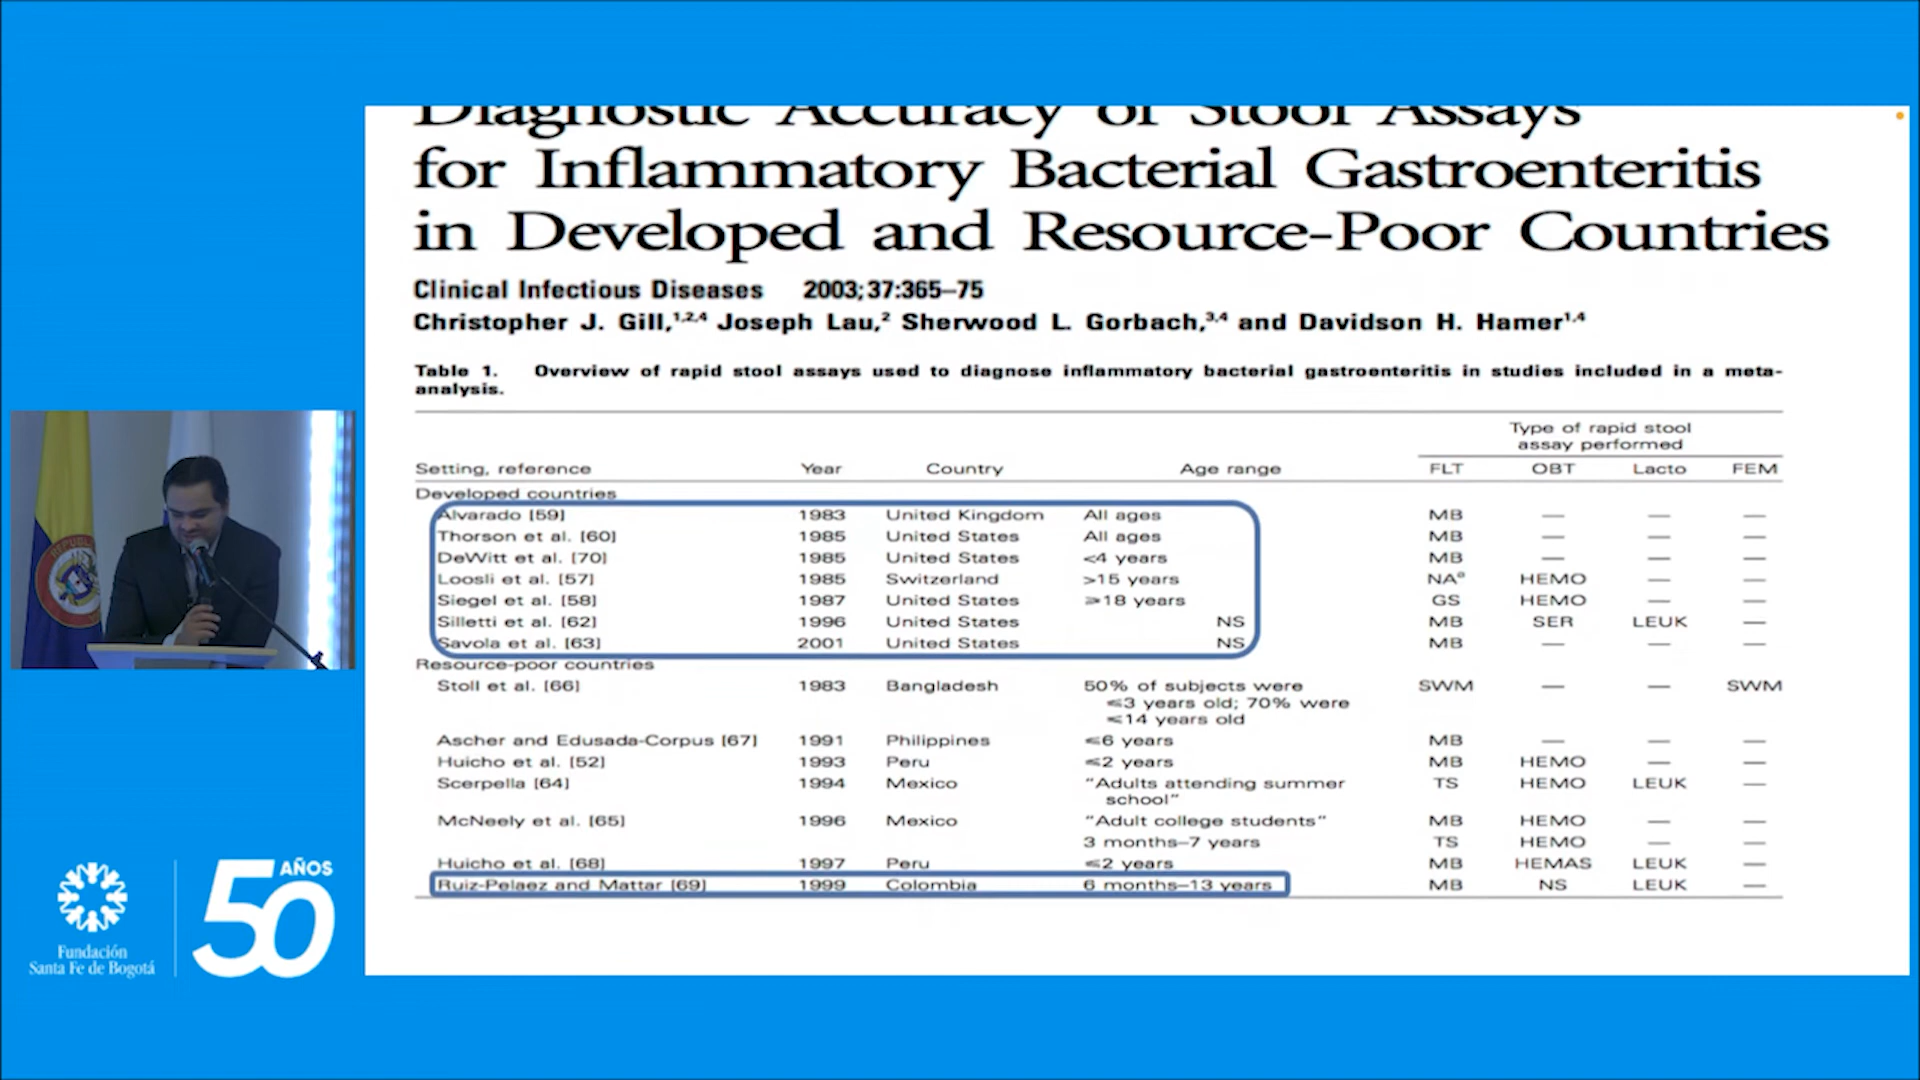 Diagnostic Accuracy of Stool Assays
for Inflammatory Bacterial Gastroenteritis
in Developed and Resource-Poor Countries
Clinical Infectious Diseases 2003;37:365–75
Christopher J. Gill,1,2,4 Joseph Lau,2 Sherwood L. Gorbach,3,4 and Davidson H. Hamer1,4
Table 1. Overview of rapid stool assays used to diagnose inflammatory bacterial gastroenteritis in studies included in a meta-
analysis.
Type of rapid stool
assay performed
Setting, reference Year Country Age range FLT OBT Lacto FEM
Developed countries
Alvarado [59] 1983 United Kingdom All ages MB — — —
Thorson et al. [60] 1985 United States All ages MB — — —
DeWitt et al. [70] 1985 United States <4 years MB — — —
Loosli et al. [57] 1985 Switzerland >15 years NAa HEMO — —
Siegel et al. [58] 1987 United States ≥18 years GS HEMO — —
Silletti et al. [62] 1996 United States NS MB SER LEUK —
Savola et al. [63] 2001 United States NS MB — — —
Resource-poor countries
Stoll et al. [66] 1983 Bangladesh 50% of subjects were SWM — — SWM
≤3 years old; 70% were
≤14 years old
Ascher and Edusada-Corpus [67] 1991 Philippines ≤6 years MB — — —
Huicho et al. [52] 1993 Peru ≤2 years MB HEMO — —
Scerpella [64] 1994 Mexico “Adults attending summer TS HEMO LEUK —
school”
McNeely et al. [65] 1996 Mexico “Adult college students” MB HEMO — —
3 months–7 years TS HEMO — —
Huicho et al. [68] 1997 Peru ≤2 years MB HEMAS LEUK —
Ruiz-Pelaez and Mattar [69] 1999 Colombia 6 months–13 years MB NS LEUK —
Fundación
Santa Fe de Bogotá
50 AÑOS